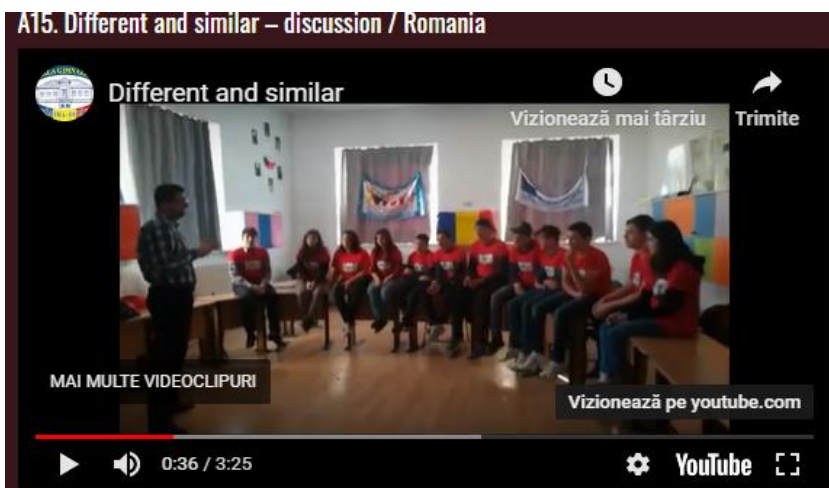 A15. Different and similar – discussion / Romania
Different and similar
Vizionează mai târziu
Trimite
MAI MULTE VIDEOCLIPURI
Vizionează pe youtube.com
0:36 / 3:25
YouTube